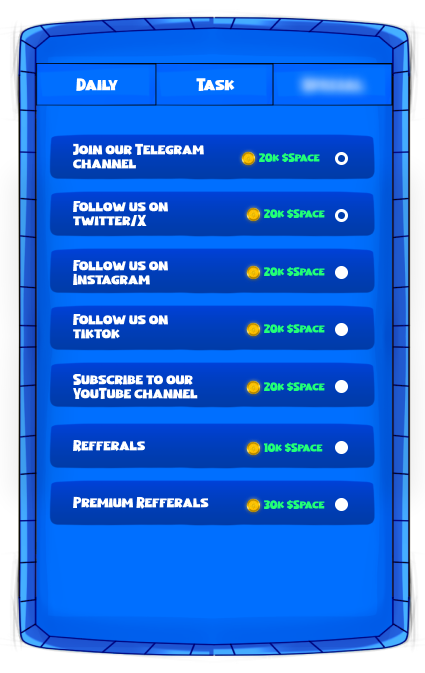 Daily Task
Join our Telegram
channel
20k $Space
Follow us on
twitter/X
20k $Space
Follow us on
Instagram
20k $Space
Follow us on
tiktok
20k $Space
Subscribe to our
YouTube channel
20k $Space
Refferals
10k $Space
Premium Refferals
30k $Space